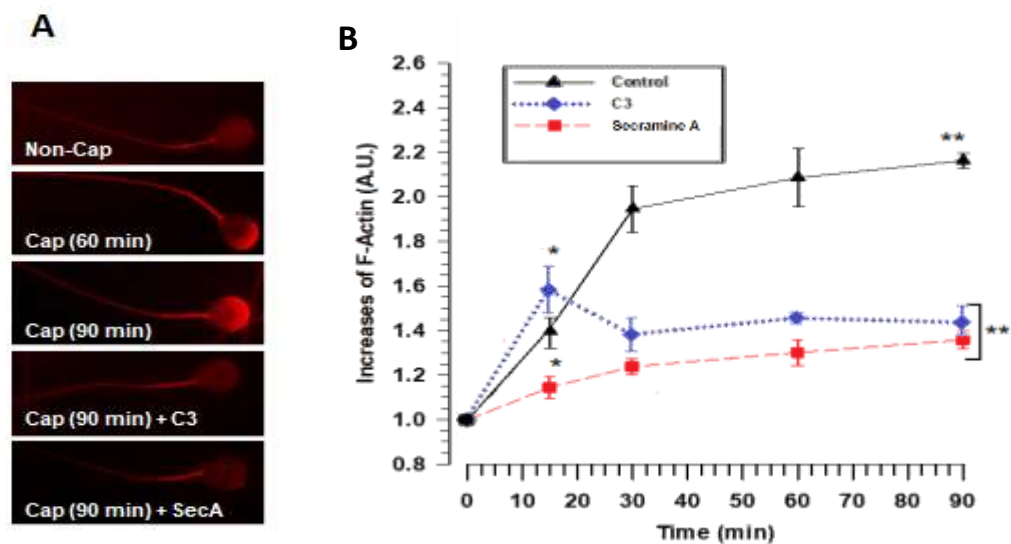 A
Non-Cap
Cap (60 min)
Cap (90 min)
Cap (90 min) + C3
Cap (90 min) + SecA
B
Increases of F-Actin (A.U.)
2.6
2.4
2.2
2.0
1.8
1.6
1.4
1.2
1.0
0.8
Control
C3
Secramine A
**
*
*
**
0 10 20 30 40 50 60 70 80 90
Time (min)